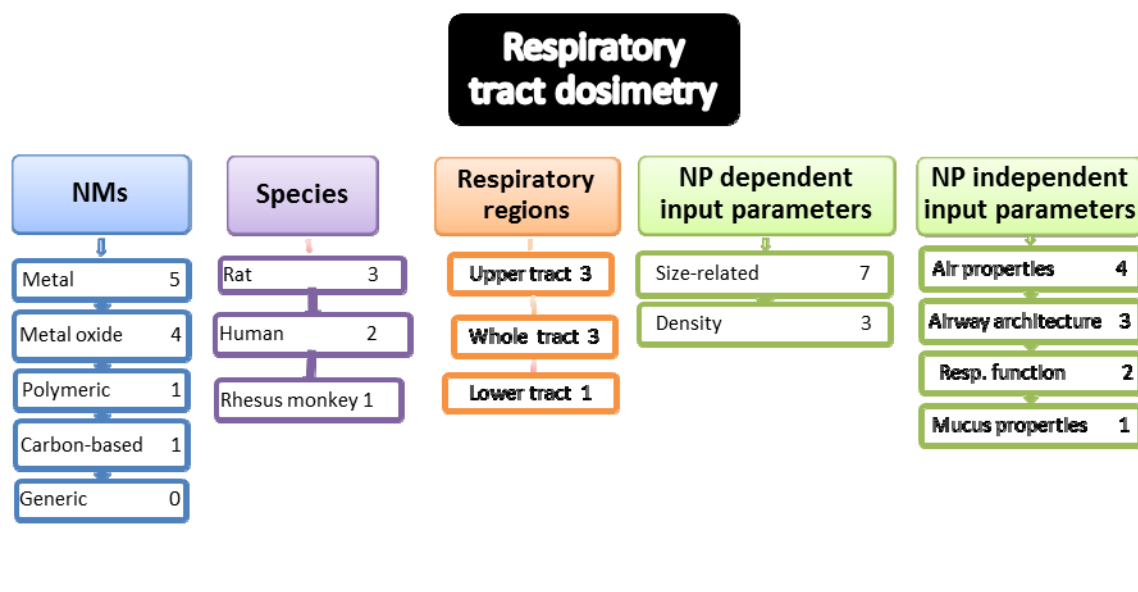 Respiratory
tract dosimetry
NMs
Metal 5
Metal oxide 4
Polymeric 1
Carbon-based 1
Generic 0
Species
Rat 3
Human 2
Rhesus monkey 1
Respiratory
regions
Upper tract 3
Whole tract 3
Lower tract 1
NP dependent
input parameters
Size-related 7
Density 3
NP independent
input parameters
Air properties 4
Airway architecture 3
Resp. function 2
Mucus properties 1